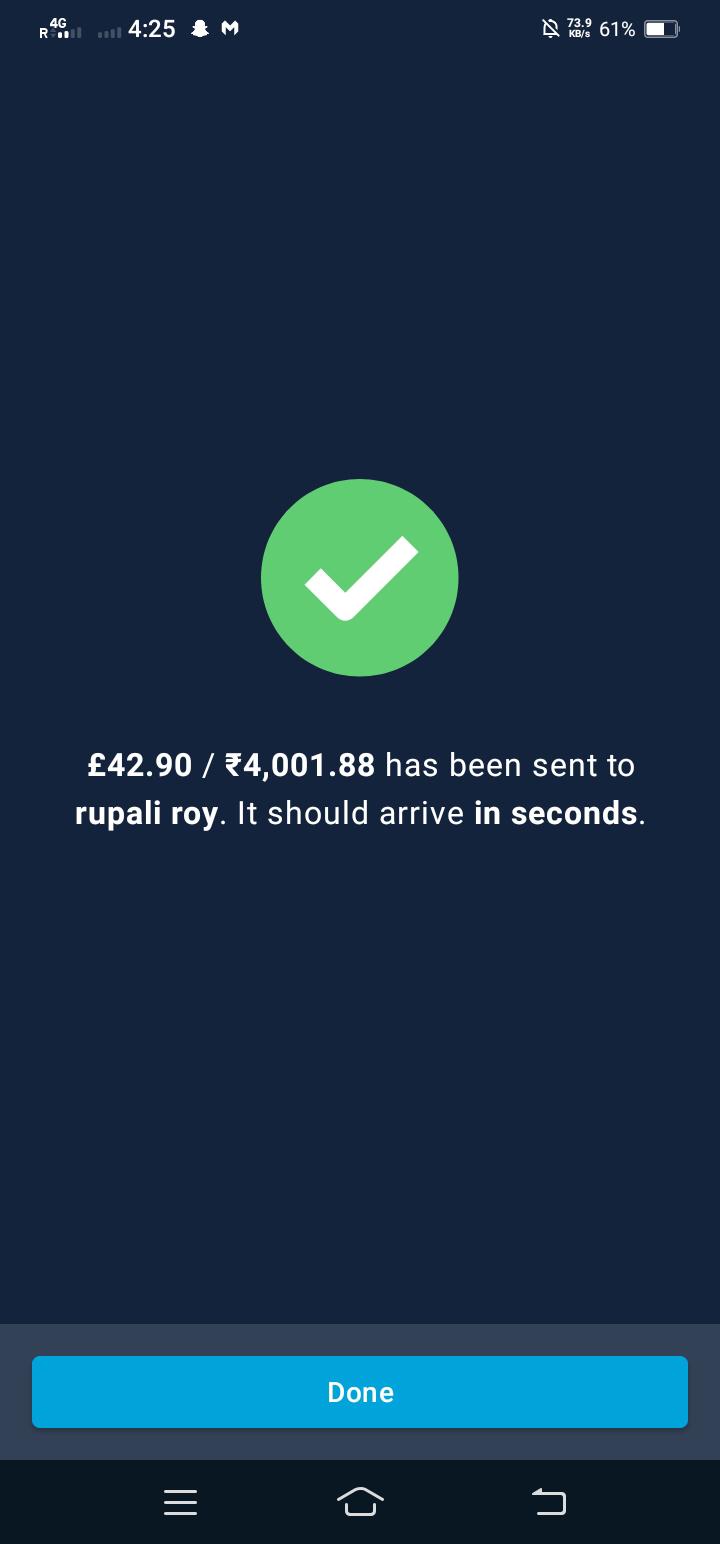 4G
R 4:25 73.9 KB/s 61%
£42.90 / ₹4,001.88 has been sent to
rupali roy. It should arrive in seconds.
Done